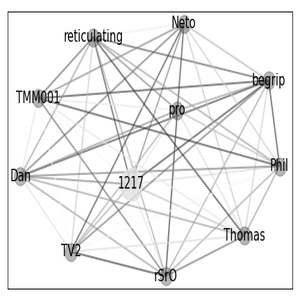 Neto
reticulating
begrip
TMM001
pro
Phil
Dan
1217
Thomas
TV2
rSrO